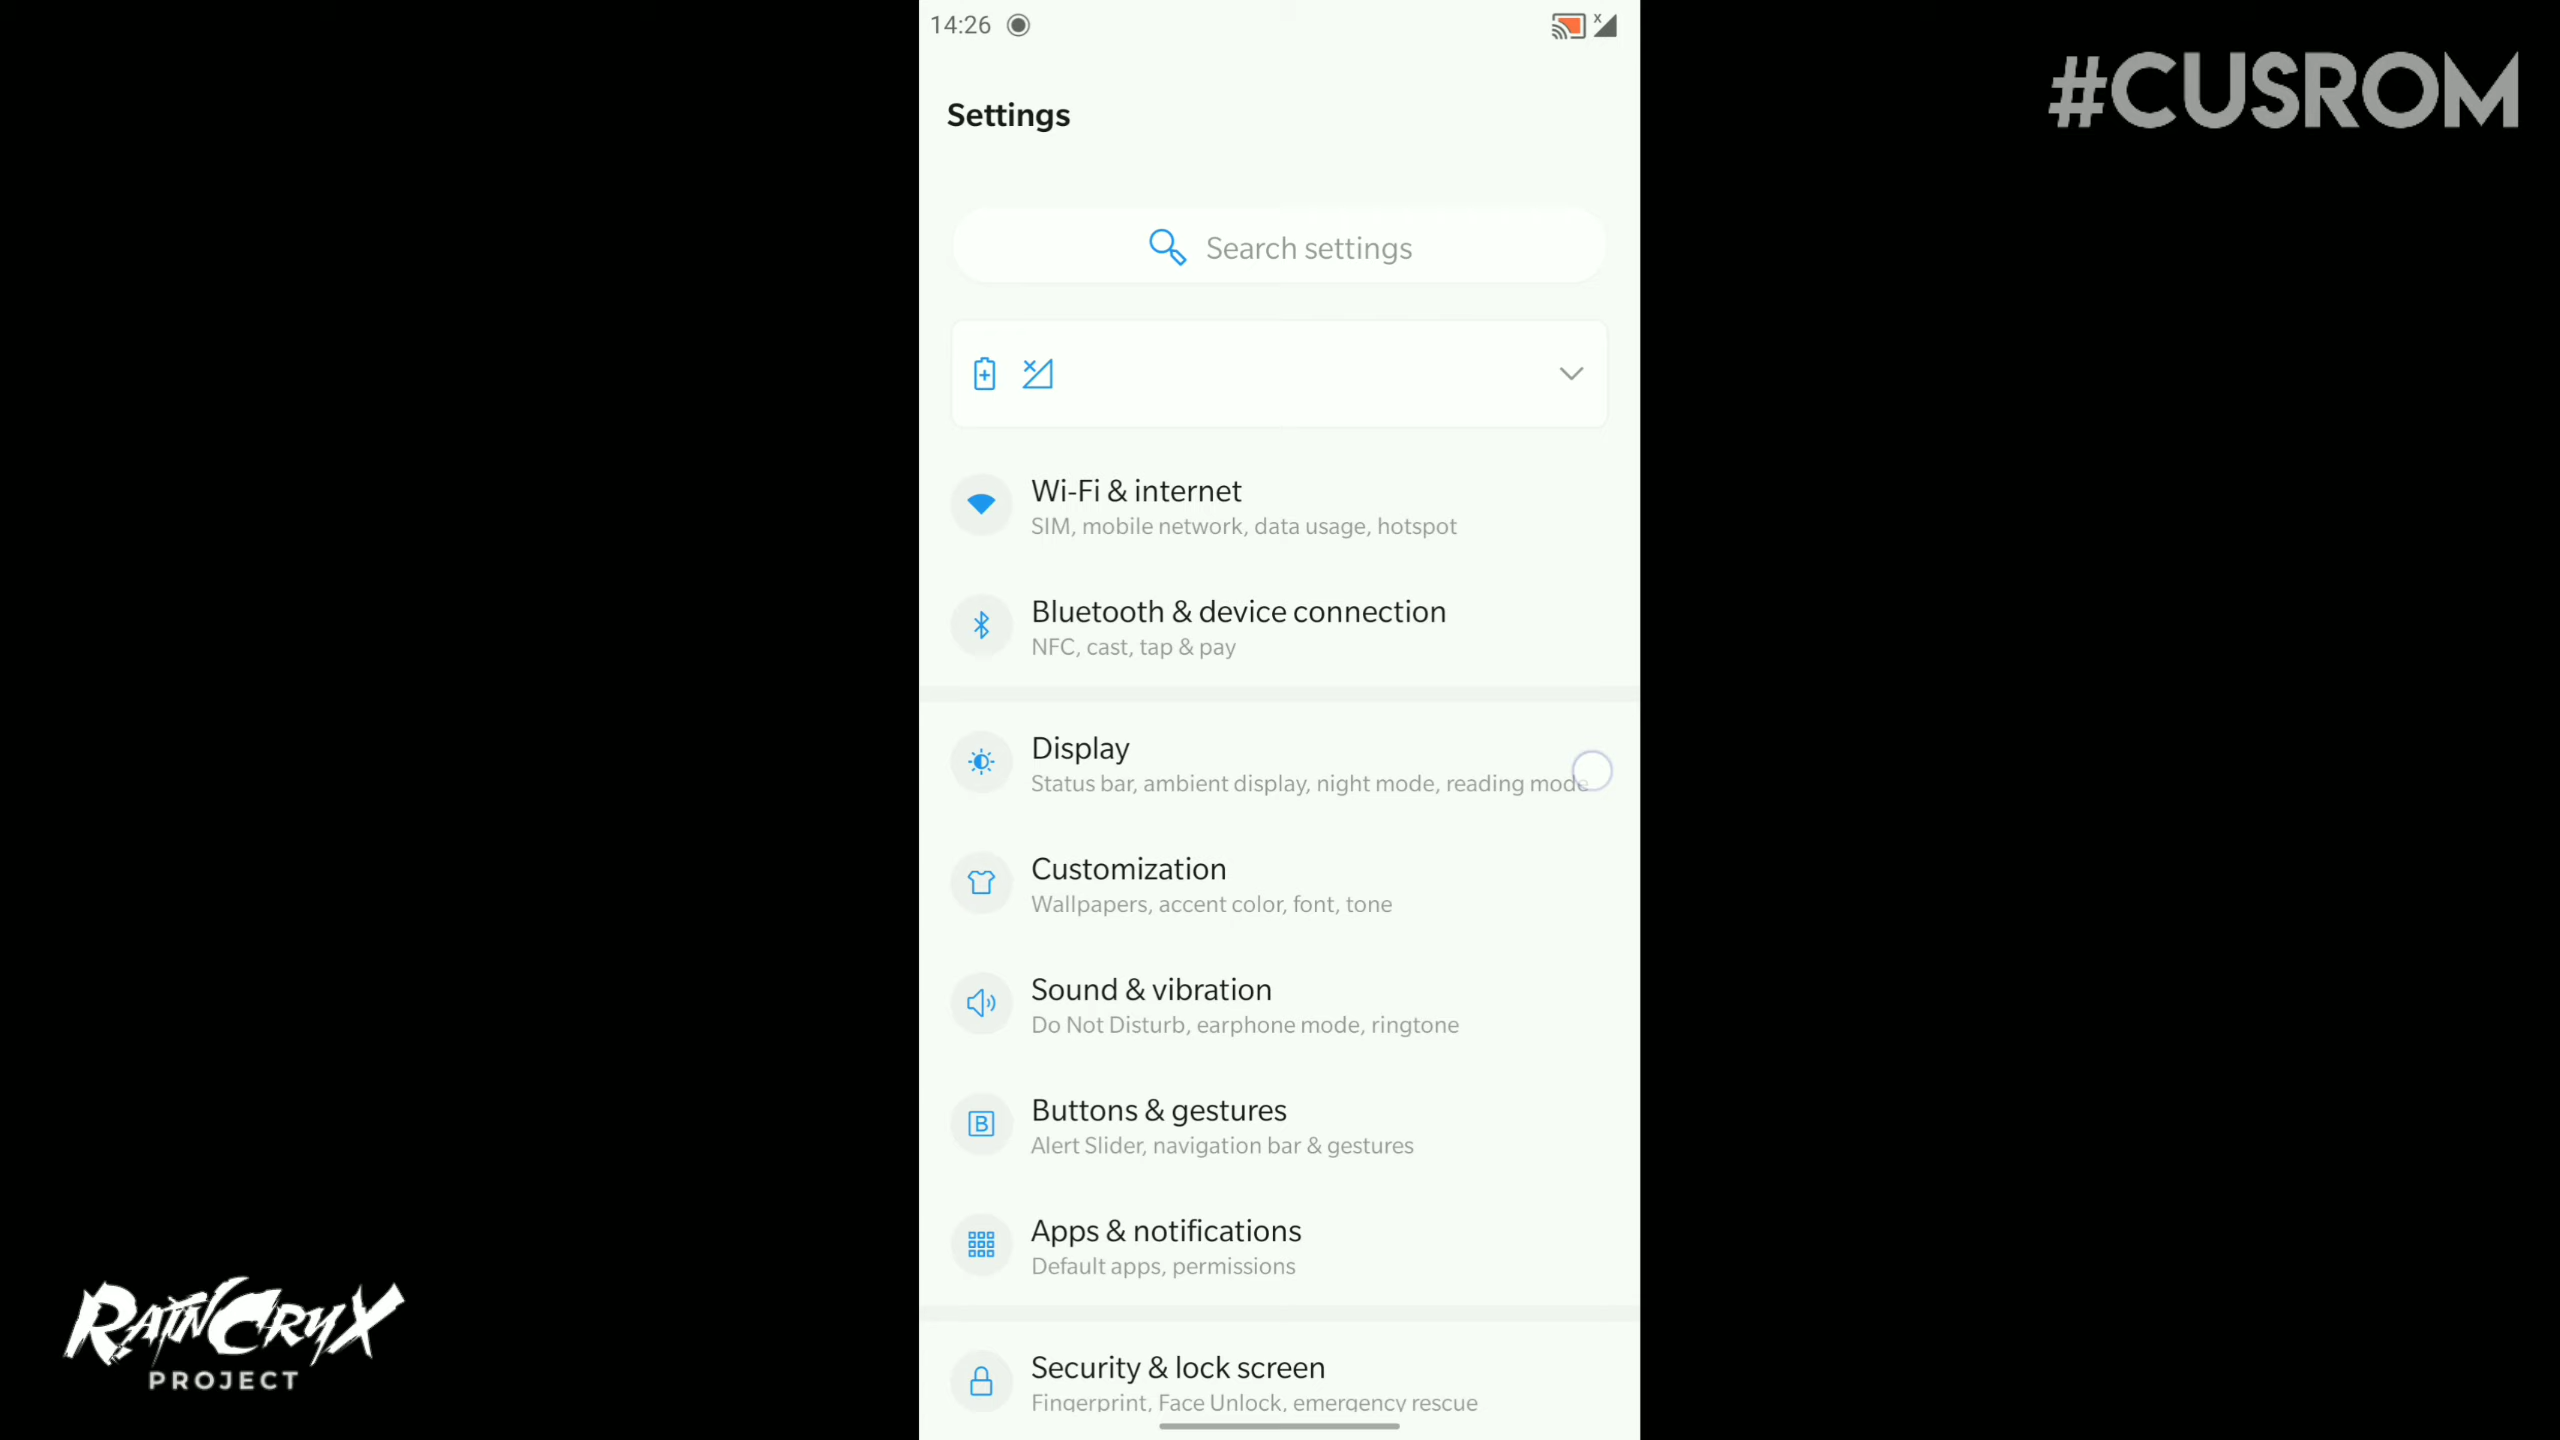 14:26
#CUSROM
Settings
Search settings
Wi-Fi & internet
SIM, mobile network, data usage, hotspot
Bluetooth & device connection
NFC, cast, tap & pay
Display
Status bar, ambient display, night mode, reading mode
Customization
Wallpapers, accent color, font, tone
Sound & vibration
Do Not Disturb, earphone mode, ringtone
B
Buttons & gestures
Alert Slider, navigation bar & gestures
Apps & notifications
Default apps, permissions
Security & lock screen
Fingerprint, Face Unlock, emergency rescue
RAINCRYX
PROJECT